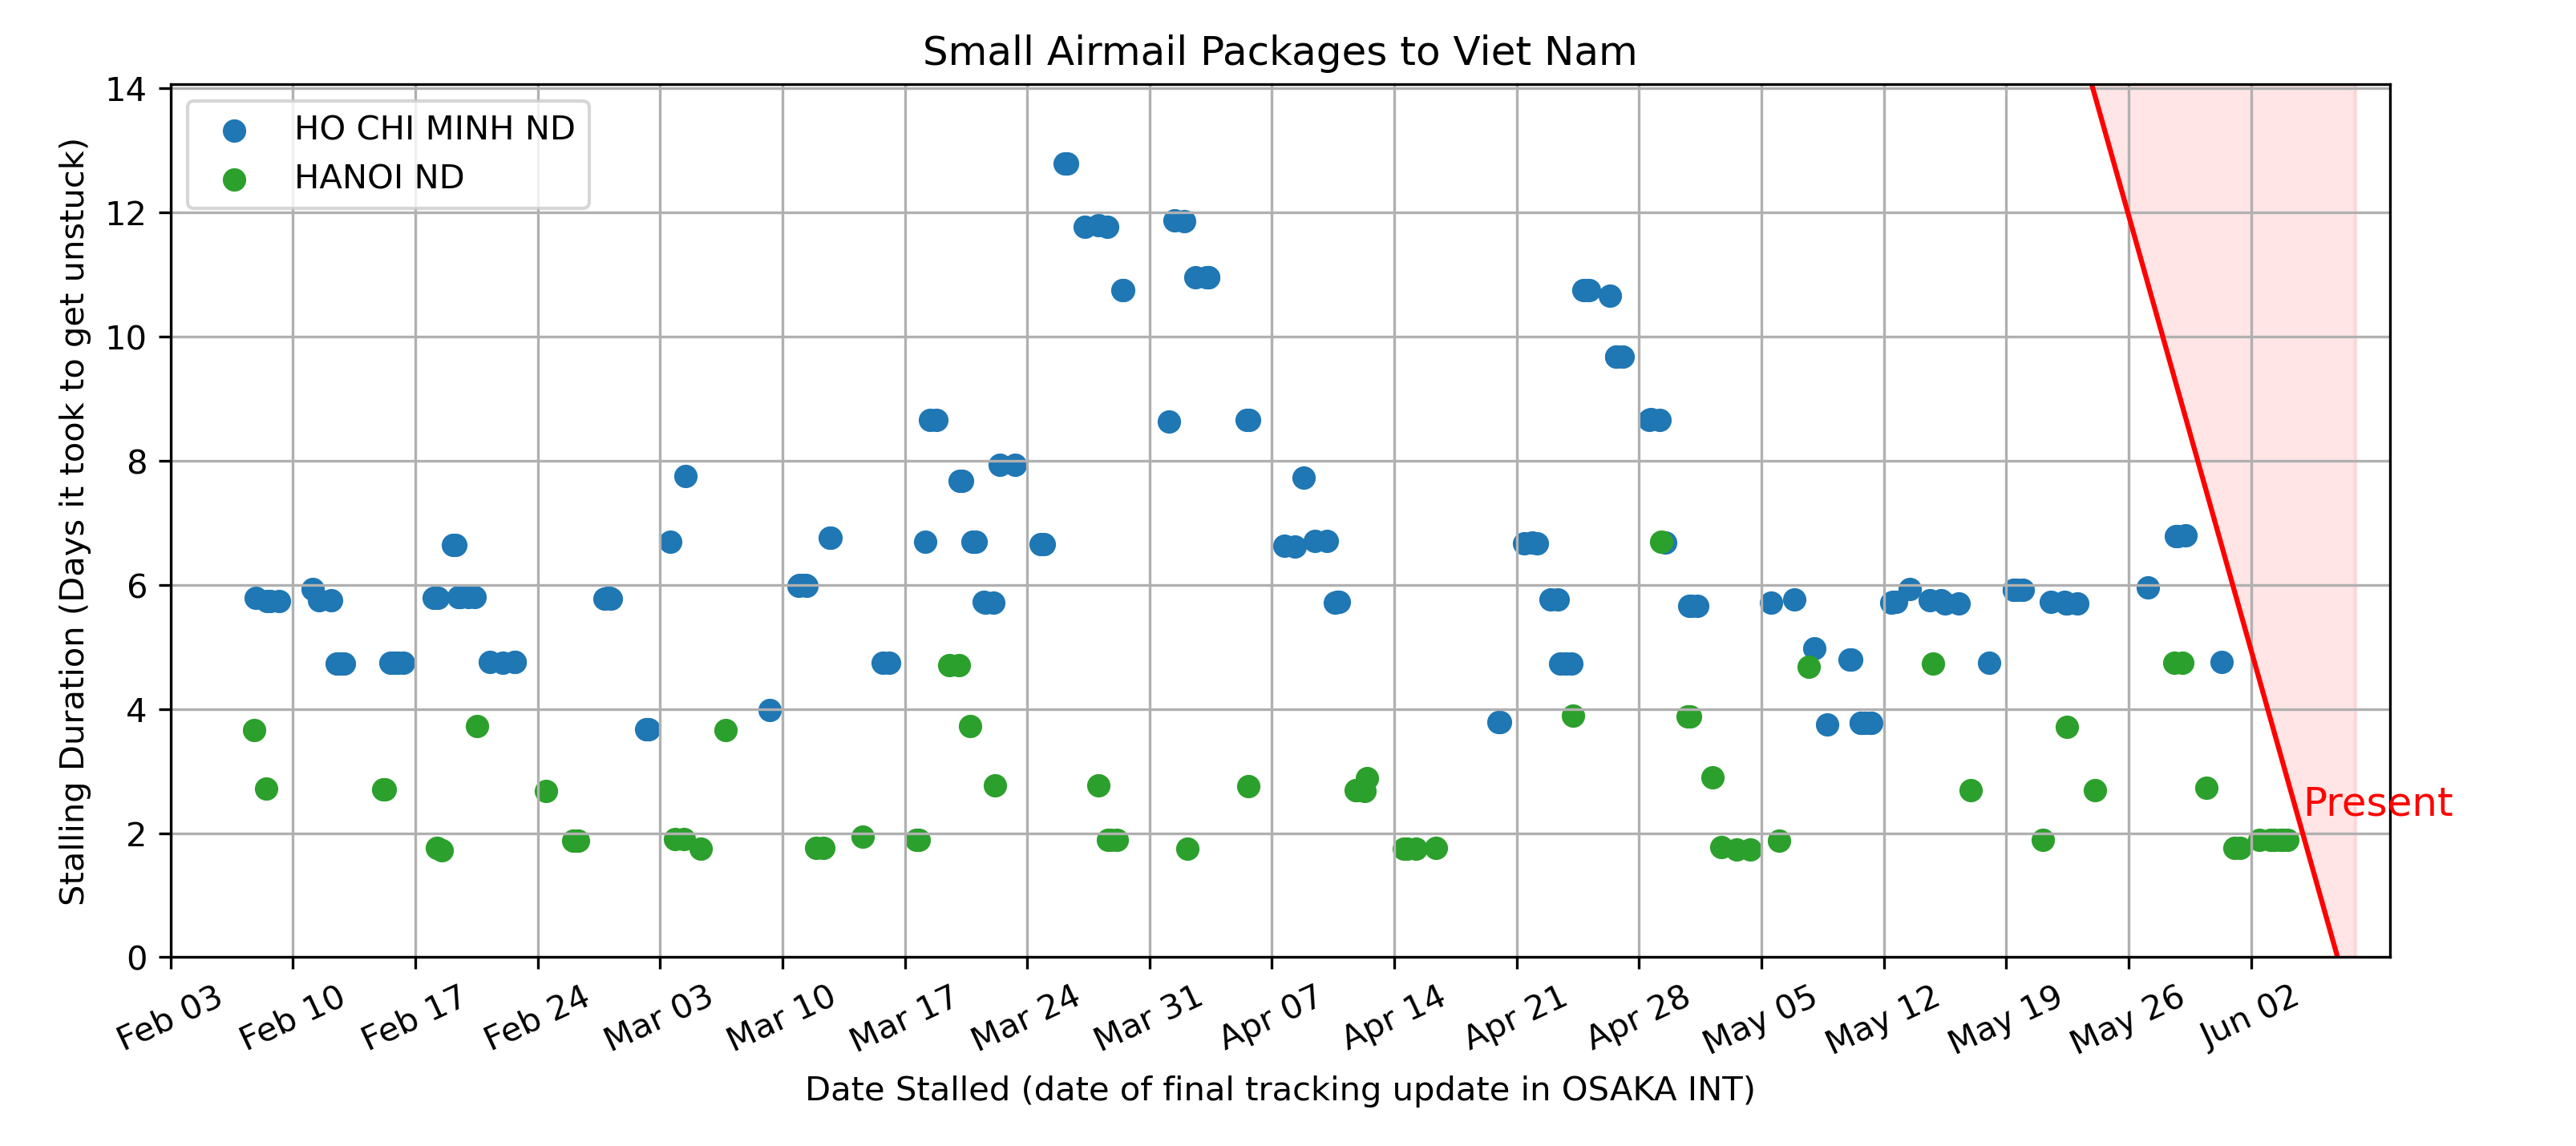 Small Airmail Packages to Viet Nam
HO CHI MINH ND
HANOI ND
Stalling Duration (Days it took to get unstuck)
14
12
10
8
6
4
2
0
Present
Feb 03
Feb 10
Feb 17
Feb 24
Mar 03
Mar 10
Mar 17
Mar 24
Mar 31
Apr 07
Apr 14
Apr 21
Apr 28
May 05
May 12
May 19
May 26
Jun 02
Date Stalled (date of final tracking update in OSAKA INT)